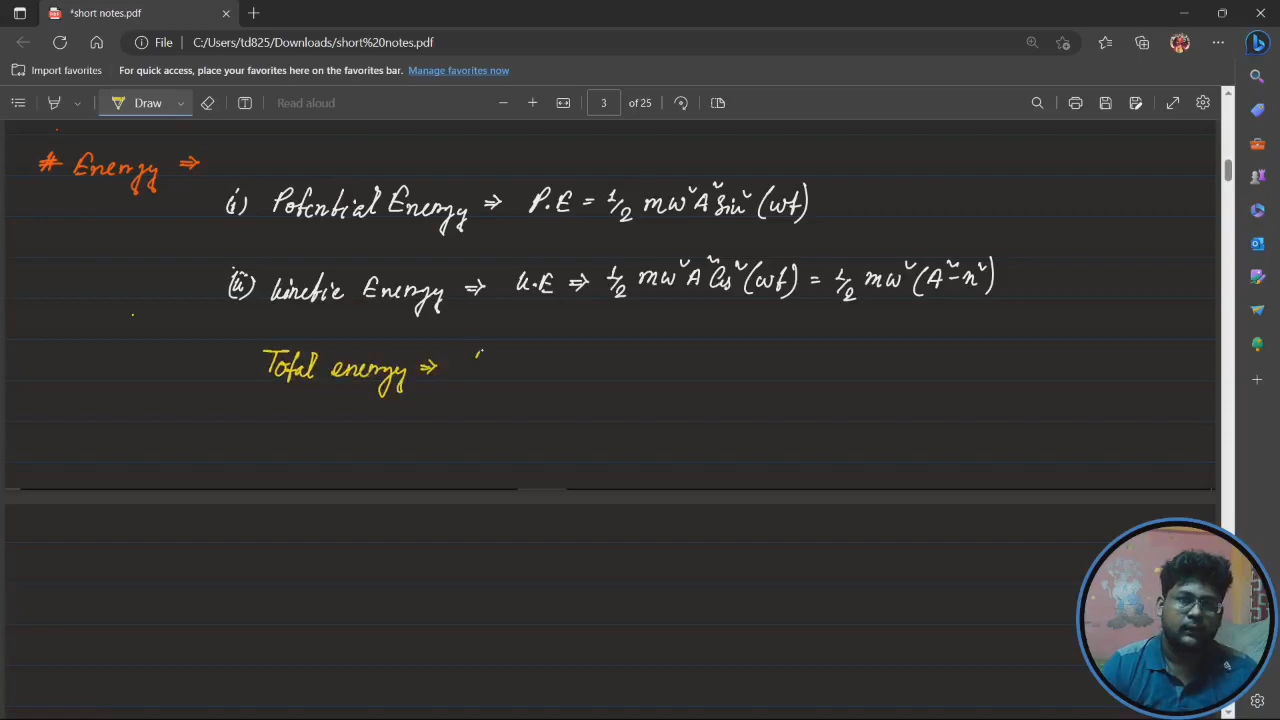 *short notes.pdf
File C:/Users/td825/Downloads/short%20notes.pdf
Import favorites For quick access, place your favorites here on the favorites bar. Manage favorites now
Draw Read aloud 3 of 25
# Energy ⇒
(i) Potential Energy ⇒ P.E = 1/2 mω²A²sin²(ωt)
(ii) kinetic Energy ⇒ K.E ⇒ 1/2 mω²A²Cos²(ωt) = 1/2 mω²(A²-x²)
Total energy ⇒